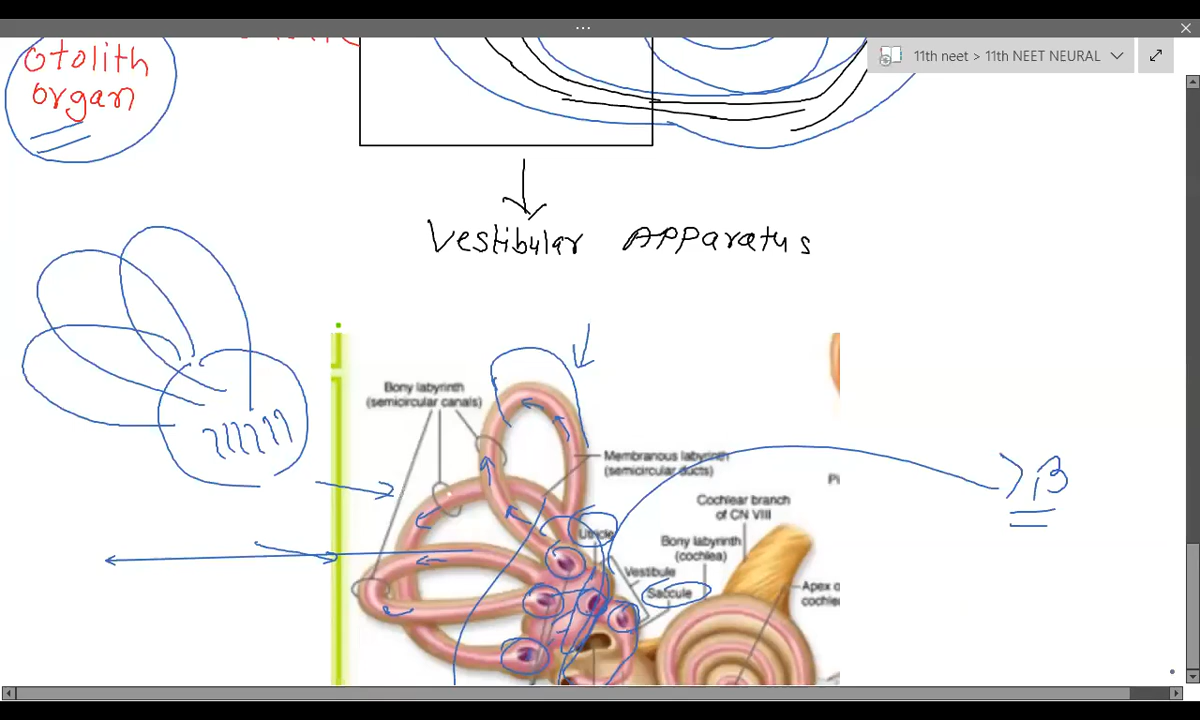 11th neet > 11th NEET NEURAL
otolith
organ
Vestibular APParatus
Bony labyrinth
(semicircular canals)
Membranous labyrinth
(semicircular ducts)
Cochlear branch
of CN VIII
Utricle
Bony labyrinth
(cochlea)
Vestibule
Saccule
Apex o
cochle